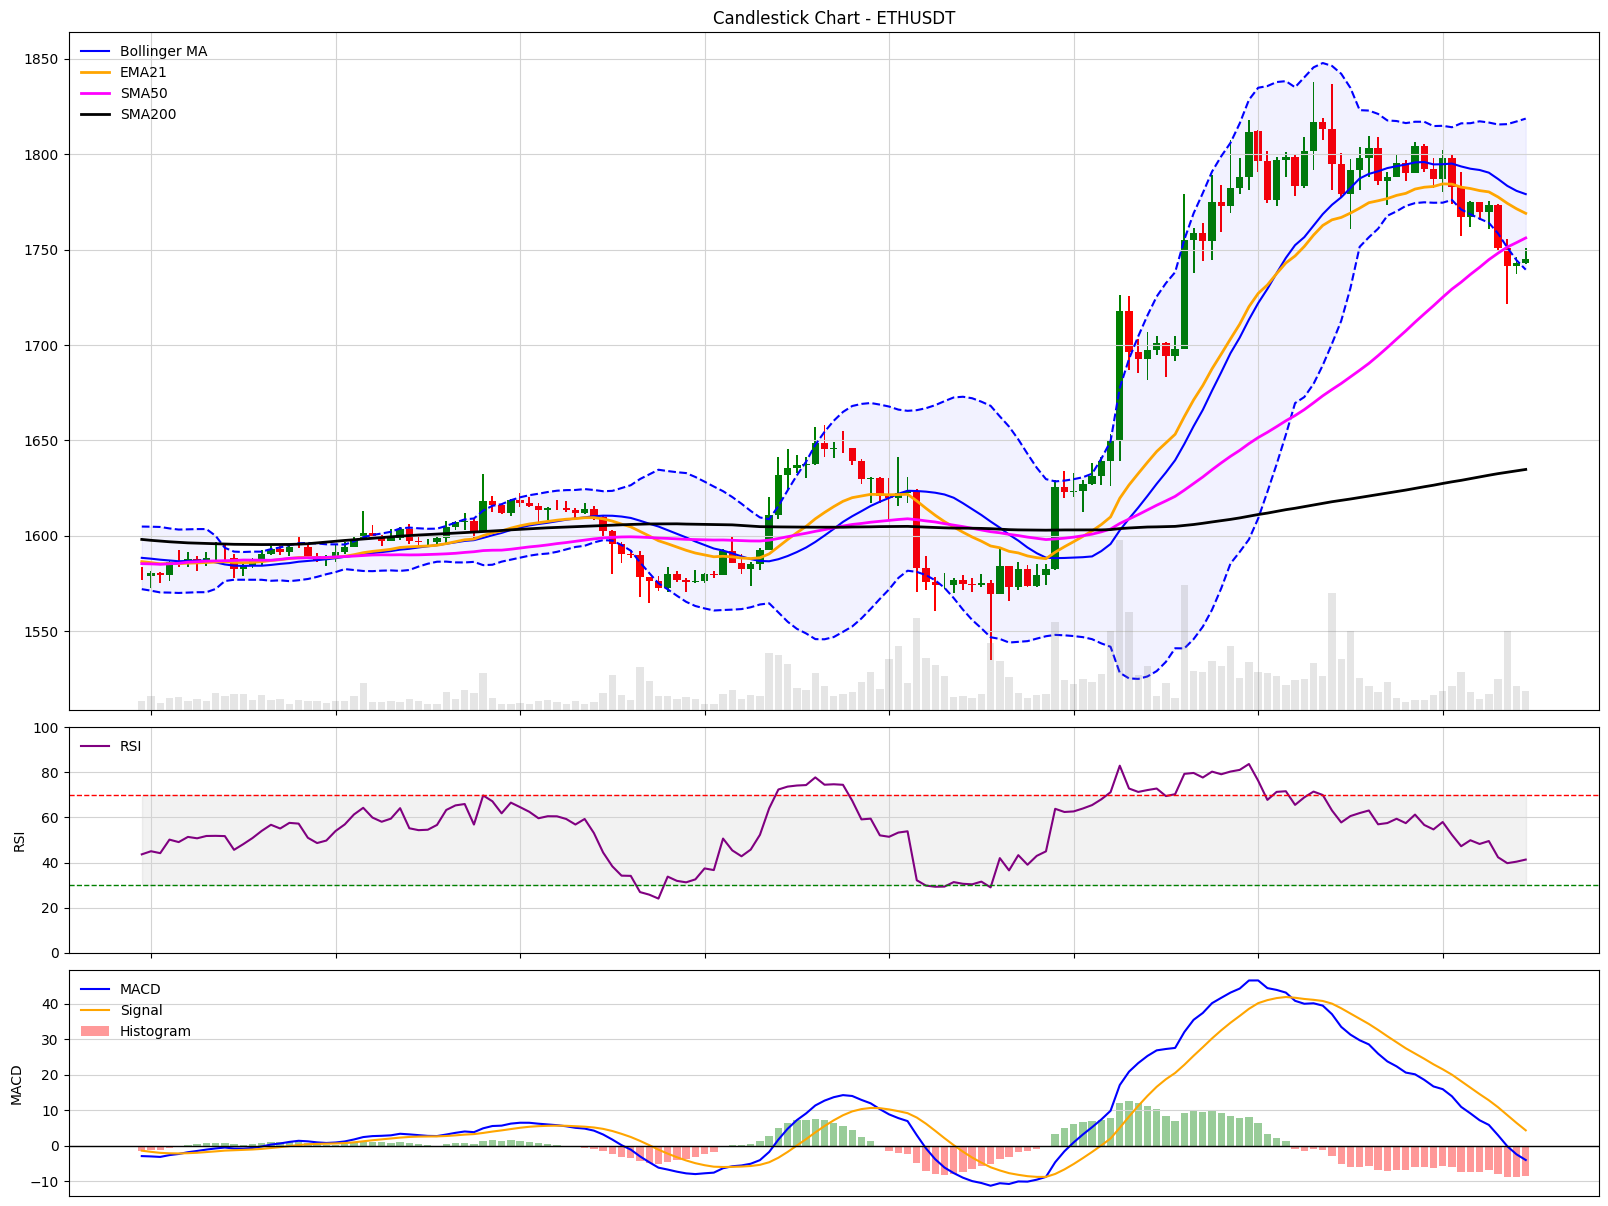 Candlestick Chart - ETHUSDT
Bollinger MA
EMA21
SMA50
SMA200
1850
1800
1750
1700
1650
1600
1550
RSI
RSI
100
80
60
40
20
0
MACD
Signal
Histogram
MACD
40
30
20
10
0
−10